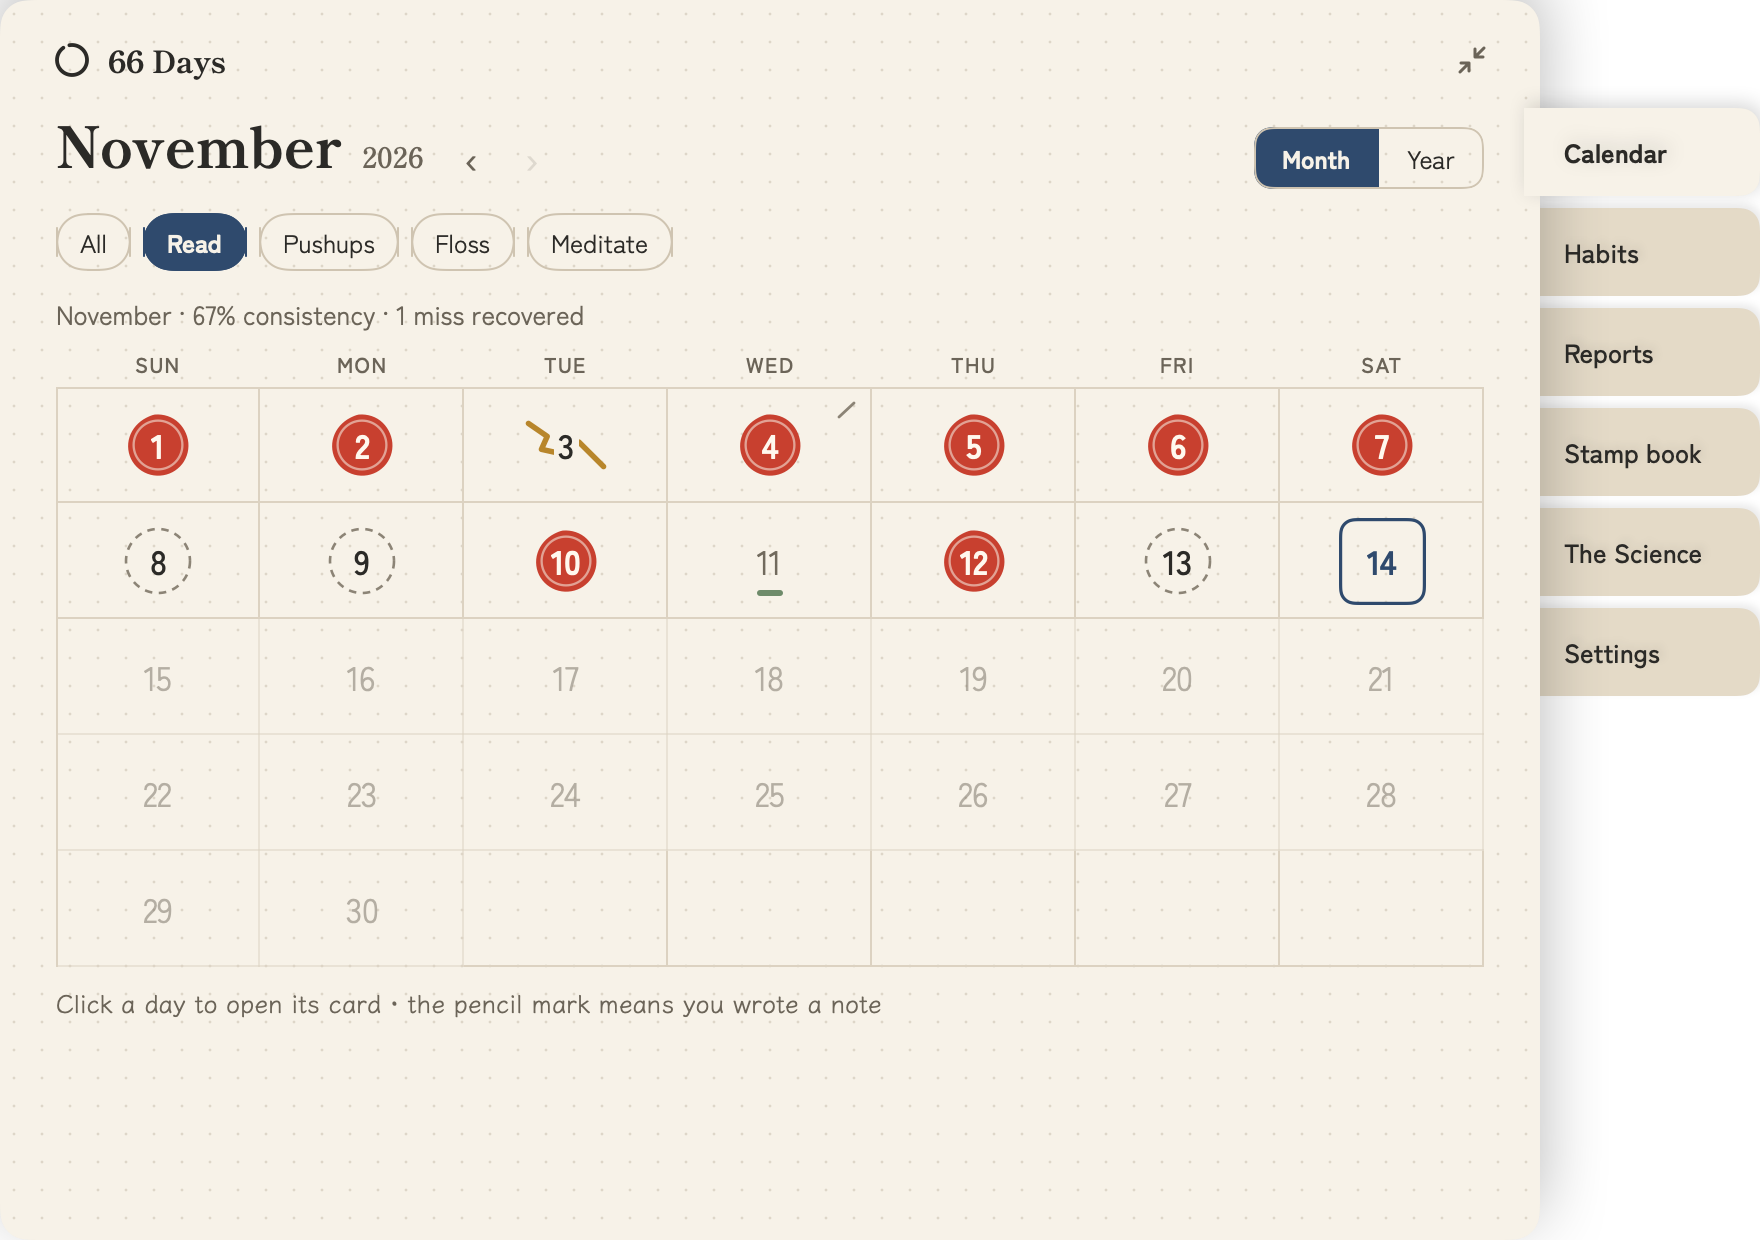 66 Days
November 2026 ‹ ›
Month Year
All Read Pushups Floss Meditate
November · 67% consistency · 1 miss recovered
SUN MON TUE WED THU FRI SAT
1 2 3 4 5 6 7
8 9 10 11 12 13 14
15 16 17 18 19 20 21
22 23 24 25 26 27 28
29 30
Click a day to open its card • the pencil mark means you wrote a note
Calendar
Habits
Reports
Stamp book
The Science
Settings